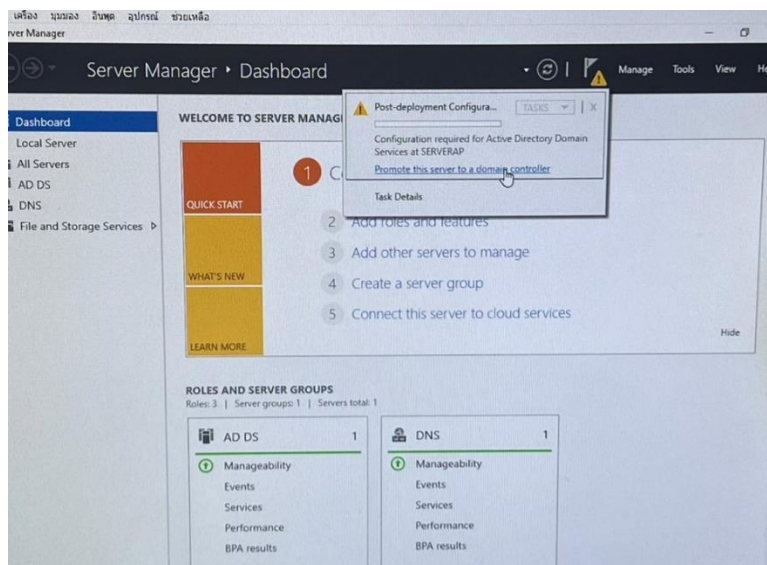 เครื่อง มุมมอง อินพุต อุปกรณ์ ช่วยเหลือ
rver Manager
Server Manager • Dashboard
Manage Tools View
Post-deployment Configura... TASKS X
Configuration required for Active Directory Domain
Services at SERVERAP
Promote this server to a domain controller
Task Details
Dashboard
Local Server
All Servers
AD DS
DNS
File and Storage Services
WELCOME TO SERVER MANAG
QUICK START
WHAT'S NEW
LEARN MORE
1 C
2 Add roles and features
3 Add other servers to manage
4 Create a server group
5 Connect this server to cloud services
Hide
ROLES AND SERVER GROUPS
Roles: 3 | Server groups: 1 | Servers total: 1
AD DS 1
Manageability
Events
Services
Performance
BPA results
DNS 1
Manageability
Events
Services
Performance
BPA results